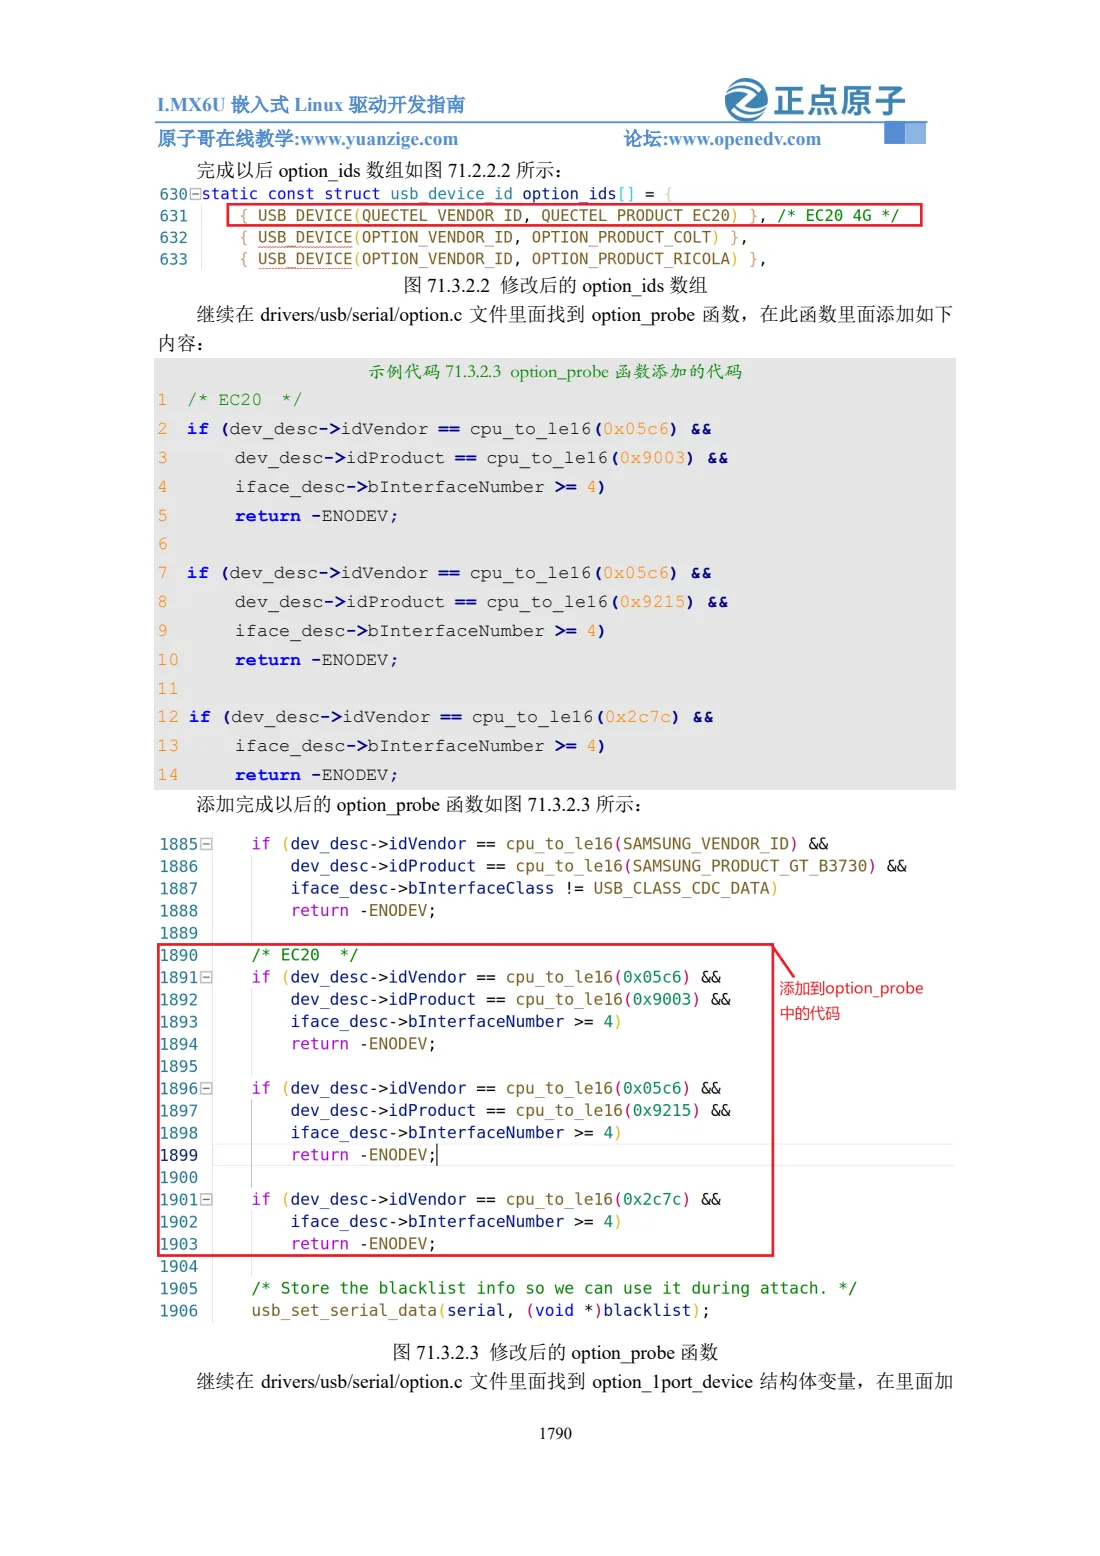 I.MX6U 嵌入式 Linux 驱动开发指南
正点原子
原子哥在线教学:www.yuanzige.com 论坛:www.openedv.com
完成以后 option_ids 数组如图 71.2.2.2 所示：
630 static const struct usb_device_id option_ids[] = {
631 { USB_DEVICE(QUECTEL_VENDOR_ID, QUECTEL_PRODUCT_EC20) }, /* EC20 4G */
632 { USB_DEVICE(OPTION_VENDOR_ID, OPTION_PRODUCT_COLT) },
633 { USB_DEVICE(OPTION_VENDOR_ID, OPTION_PRODUCT_RICOLA) },
图 71.3.2.2 修改后的 option_ids 数组
继续在 drivers/usb/serial/option.c 文件里面找到 option_probe 函数，在此函数里面添加如下
内容：
示例代码 71.3.2.3 option_probe 函数添加的代码
1 /* EC20 */
2 if (dev_desc->idVendor == cpu_to_le16(0x05c6) &&
3 dev_desc->idProduct == cpu_to_le16(0x9003) &&
4 iface_desc->bInterfaceNumber >= 4)
5 return -ENODEV;
6
7 if (dev_desc->idVendor == cpu_to_le16(0x05c6) &&
8 dev_desc->idProduct == cpu_to_le16(0x9215) &&
9 iface_desc->bInterfaceNumber >= 4)
10 return -ENODEV;
11
12 if (dev_desc->idVendor == cpu_to_le16(0x2c7c) &&
13 iface_desc->bInterfaceNumber >= 4)
14 return -ENODEV;
添加完成以后的 option_probe 函数如图 71.3.2.3 所示：
1885 if (dev_desc->idVendor == cpu_to_le16(SAMSUNG_VENDOR_ID) &&
1886 dev_desc->idProduct == cpu_to_le16(SAMSUNG_PRODUCT_GT_B3730) &&
1887 iface_desc->bInterfaceClass != USB_CLASS_CDC_DATA)
1888 return -ENODEV;
1889
1890 /* EC20 */
1891 if (dev_desc->idVendor == cpu_to_le16(0x05c6) &&
1892 dev_desc->idProduct == cpu_to_le16(0x9003) &&
1893 iface_desc->bInterfaceNumber >= 4)
1894 return -ENODEV;
1895
1896 if (dev_desc->idVendor == cpu_to_le16(0x05c6) &&
1897 dev_desc->idProduct == cpu_to_le16(0x9215) &&
1898 iface_desc->bInterfaceNumber >= 4)
1899 return -ENODEV;
1900
1901 if (dev_desc->idVendor == cpu_to_le16(0x2c7c) &&
1902 iface_desc->bInterfaceNumber >= 4)
1903 return -ENODEV;
1904
1905 /* Store the blacklist info so we can use it during attach. */
1906 usb_set_serial_data(serial, (void *)blacklist);
添加到option_probe
中的代码
图 71.3.2.3 修改后的 option_probe 函数
继续在 drivers/usb/serial/option.c 文件里面找到 option_1port_device 结构体变量，在里面加
1790